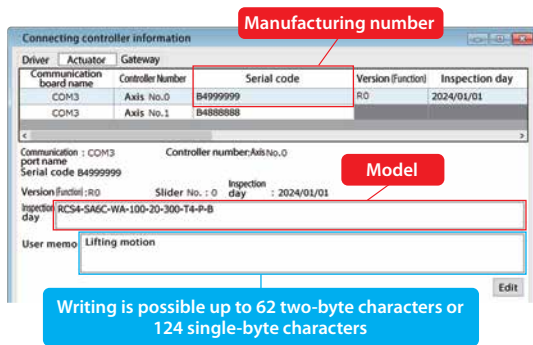 Manufacturing number
Connecting controller information
Driver Actuator Gateway
Communication board name Controller Number Serial code Version (Function) Inspection day
COM3 Axis No.0 B4999999 R0 2024/01/01
COM3 Axis No.1 B4888888
Communication port name : COM3 Controller number:Axis No.0
Serial code B4999999
Model
Version (Function) :R0 Slider No. : 0 Inspection day : 2024/01/01
Inspection day RCS4-SA6C-WA-100-20-300-T4-P-B
User memo Lifting motion
Edit
Writing is possible up to 62 two-byte characters or
124 single-byte characters